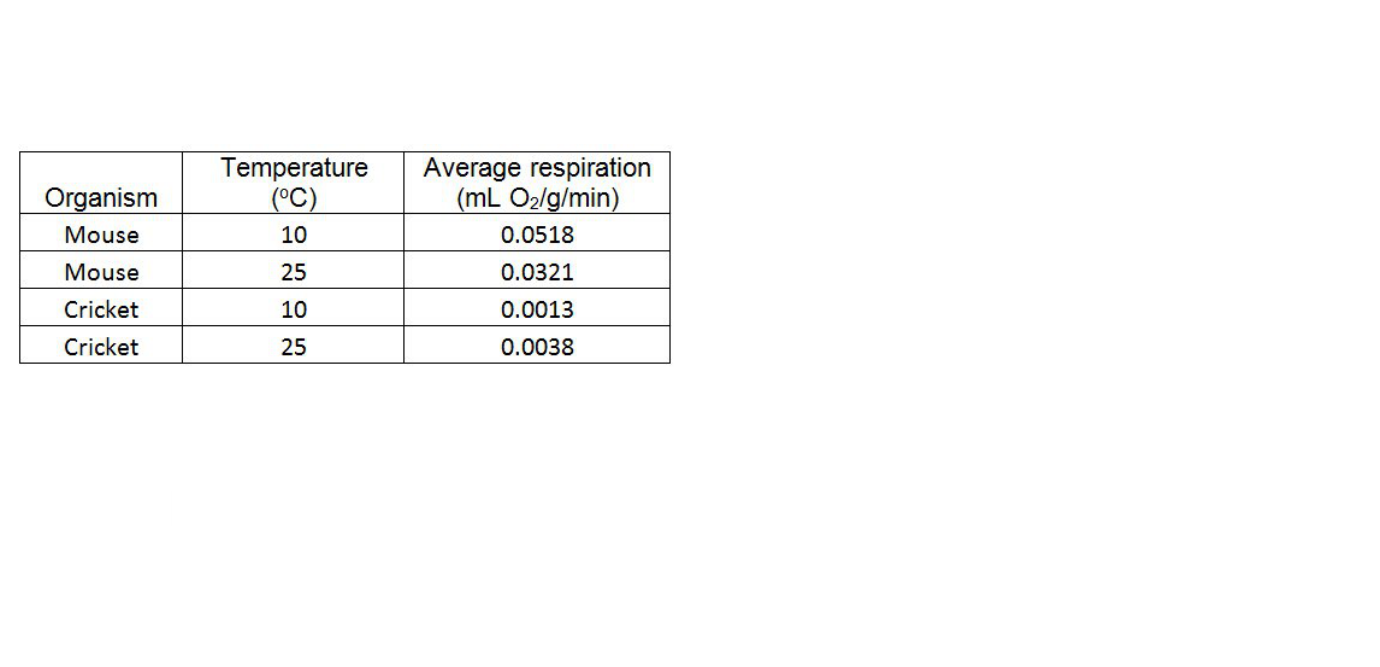 Organism Temperature (ºC) Average respiration (mL O₂/g/min)
Mouse 10 0.0518
Mouse 25 0.0321
Cricket 10 0.0013
Cricket 25 0.0038